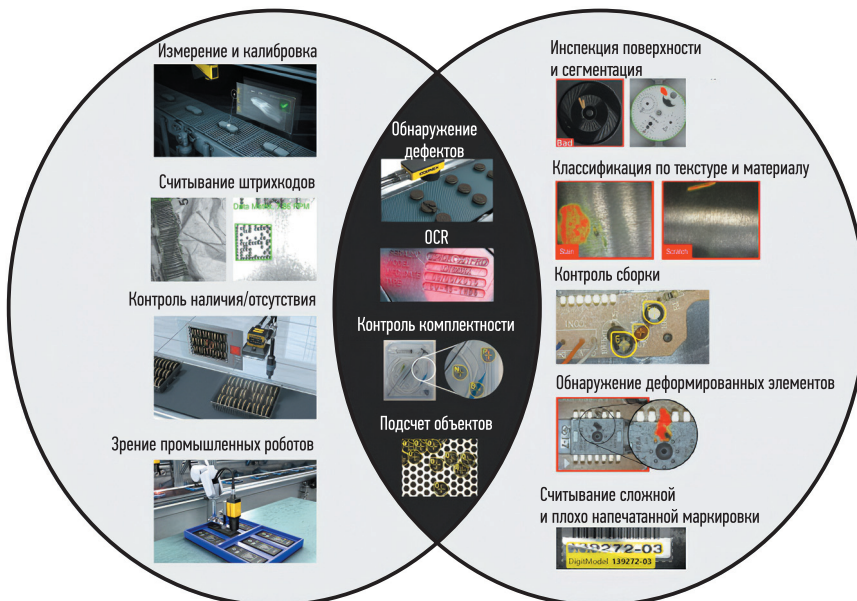 Измерение и калибровка
Считывание штрихкодов
Контроль наличия/отсутствия
Зрение промышленных роботов
Обнаружение
дефектов
OCR
Контроль комплектности
Подсчет объектов
Инспекция поверхности
и сегментация
Bad
Классификация по текстуре и материалу
Stain
Scratch
Контроль сборки
Обнаружение деформированных элементов
Считывание сложной
и плохо напечатанной маркировки
139272-03
DigitModel 139272-03